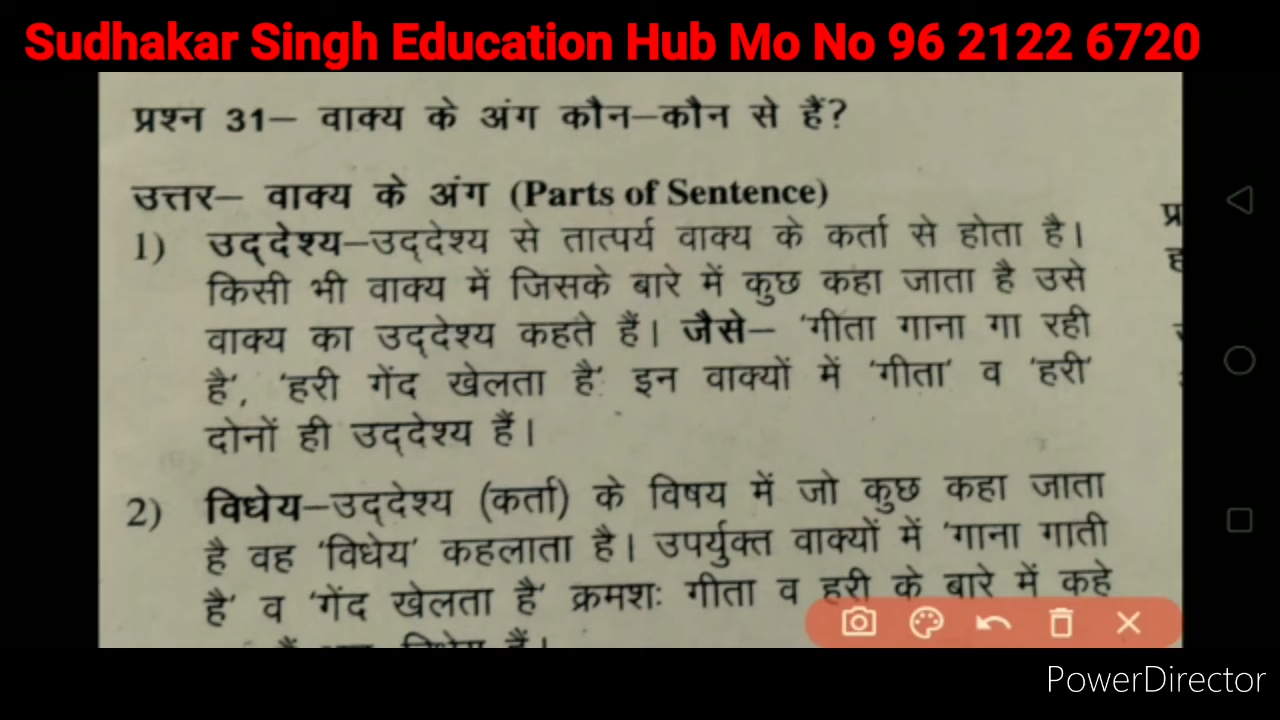 Sudhakar Singh Education Hub Mo No 96 2122 6720
प्रश्न 31– वाक्य के अंग कौन–कौन से हैं?
उत्तर– वाक्य के अंग (Parts of Sentence)
1) उद्‌देश्य–उद्‌देश्य से तात्पर्य वाक्य के कर्ता से होता है।
किसी भी वाक्य में जिसके बारे में कुछ कहा जाता है उसे
वाक्य का उद्‌देश्य कहते हैं। जैसे– 'गीता गाना गा रही
है', 'हरी गेंद खेलता है' इन वाक्यों में 'गीता' व 'हरी'
दोनों ही उद्‌देश्य हैं।
2) विधेय–उद्‌देश्य (कर्ता) के विषय में जो कुछ कहा जाता
है वह 'विधेय' कहलाता है। उपर्युक्त वाक्यों में 'गाना गाती
है' व 'गेंद खेलता है' क्रमशः गीता व हरी के बारे में कहे
विधेय हैं।
PowerDirector